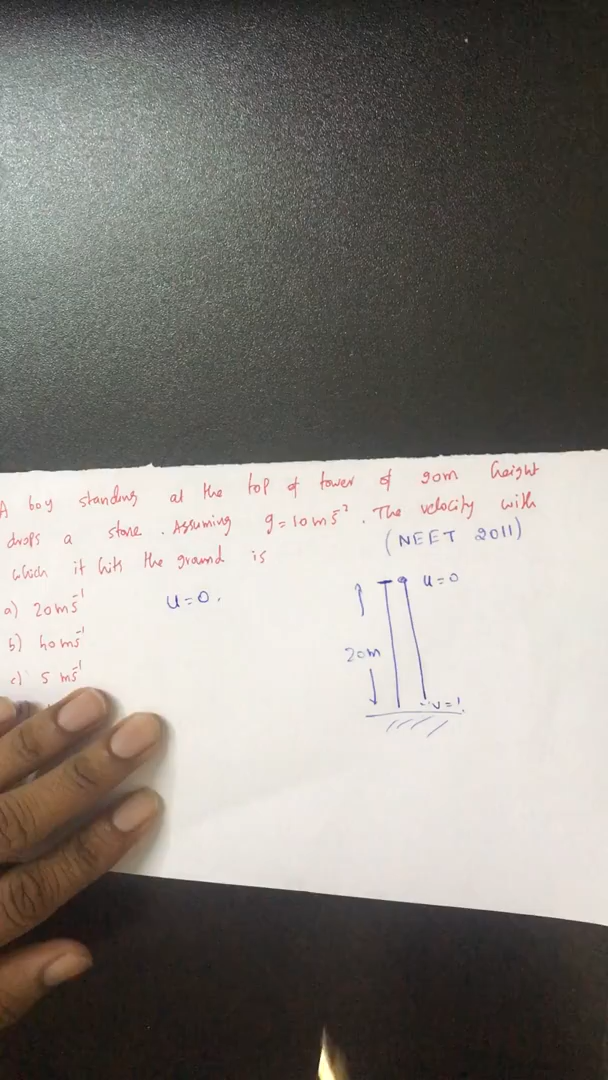 A boy standing at the top of tower of 20m height
drops a stone. Assuming g=10ms⁻². The velocity with
which it hits the ground is
(NEET 2011)
a) 20ms⁻¹
u=0.
b) 40ms⁻¹
c) 5 ms⁻¹
u=0
20m
v=?